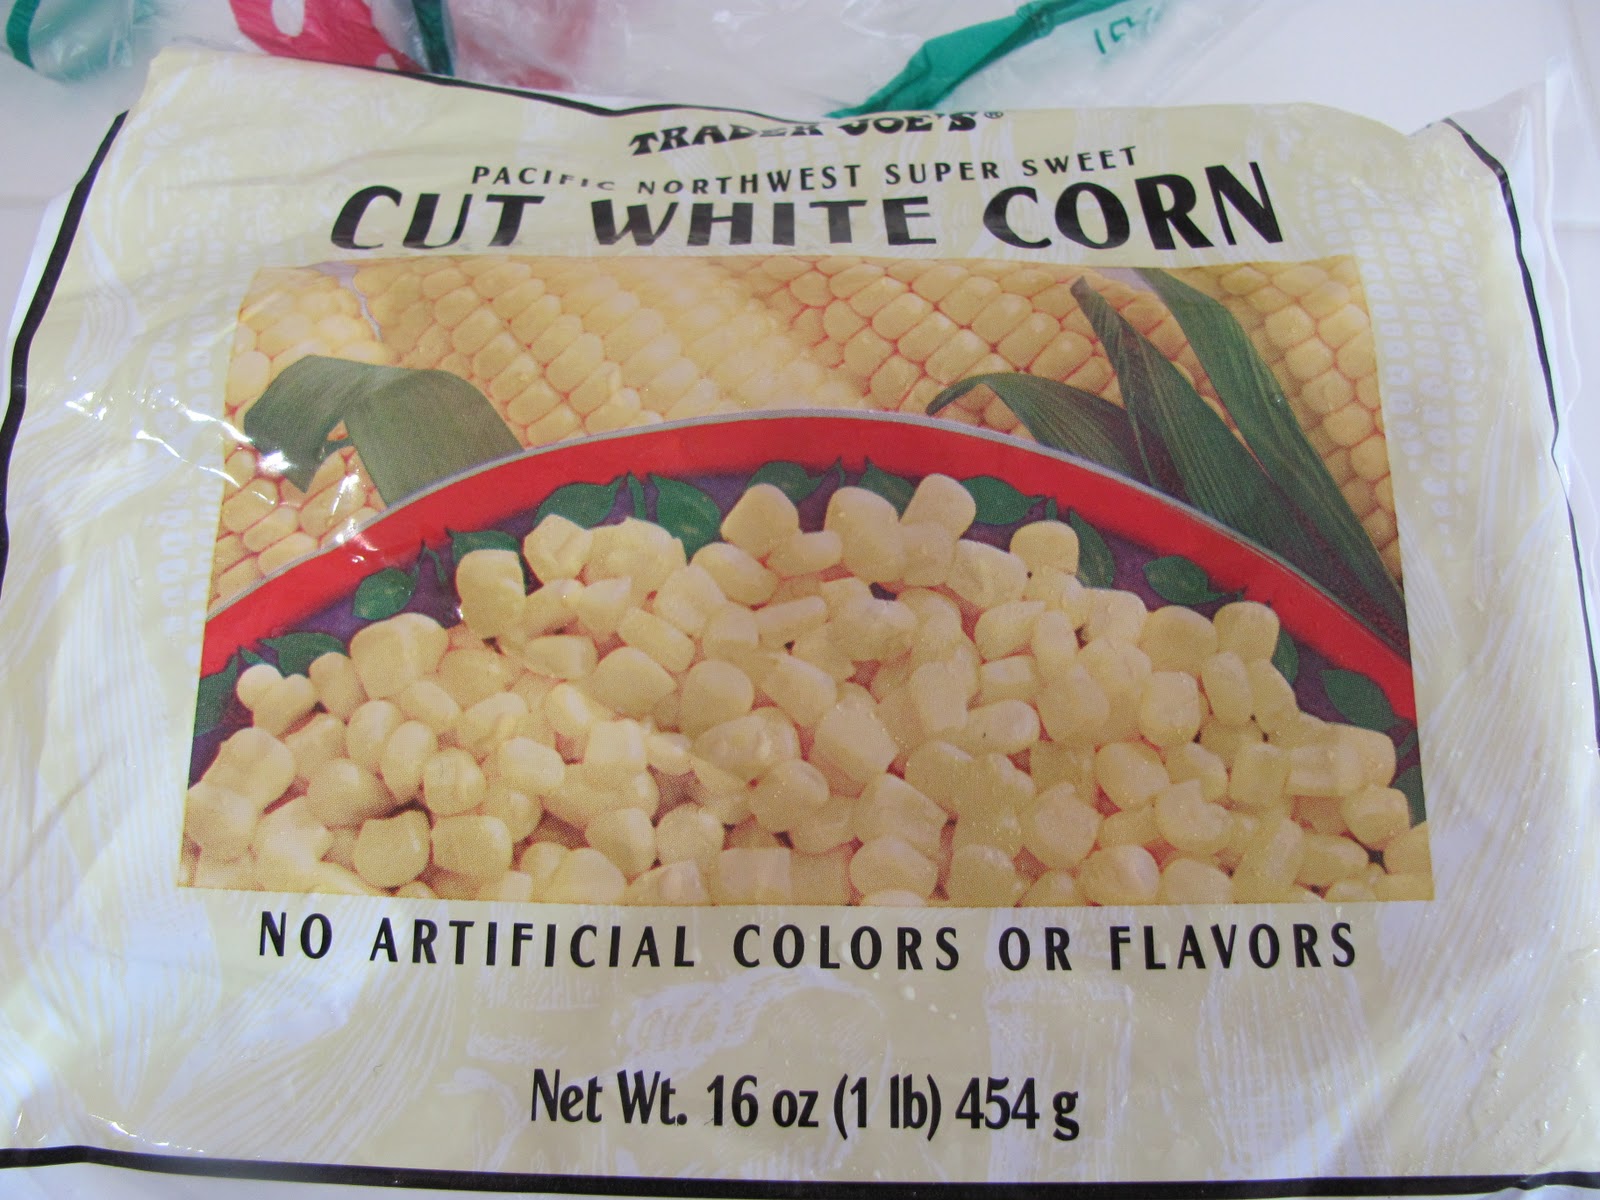 TRADER JOE'S®
PACIFIC NORTHWEST SUPER SWEET
CUT WHITE CORN
NO ARTIFICIAL COLORS OR FLAVORS
Net Wt. 16 oz (1 lb) 454 g